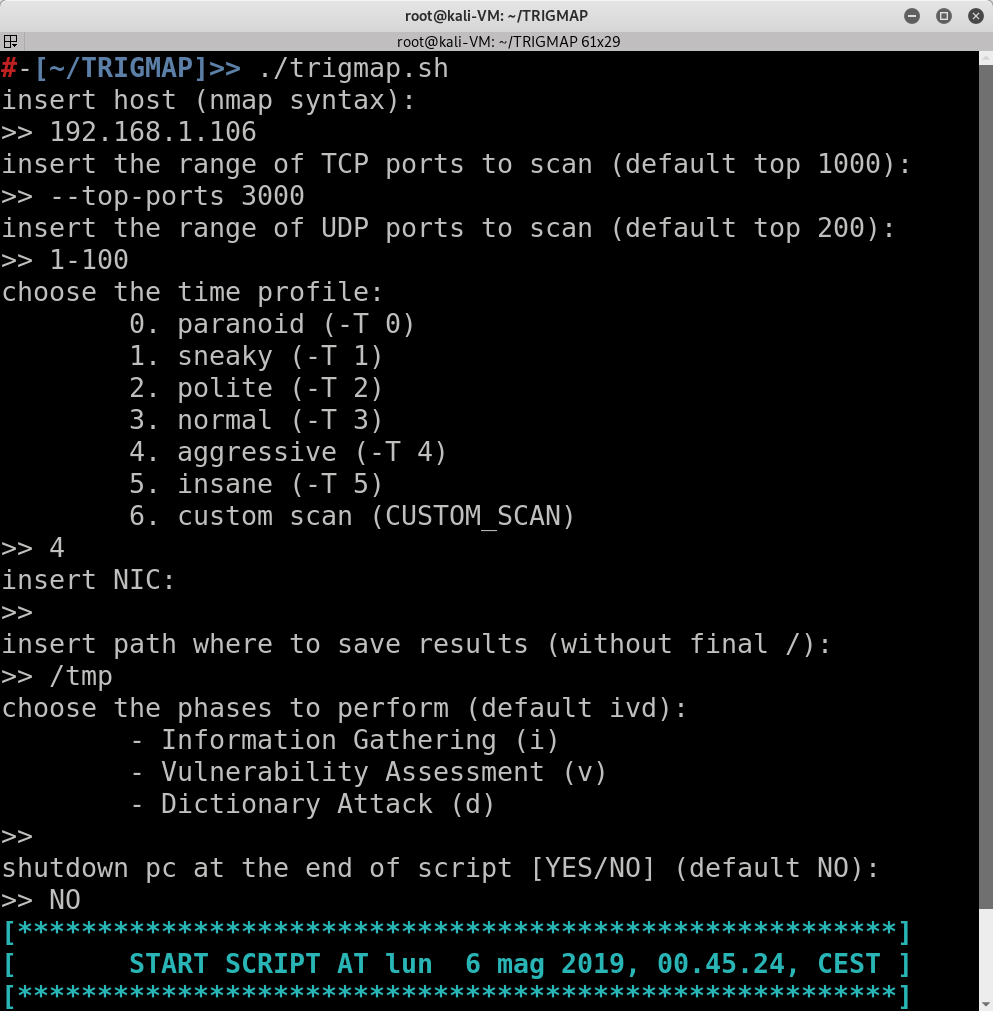 root@kali-VM: ~/TRIGMAP
root@kali-VM: ~/TRIGMAP 61x29
#-[~/TRIGMAP]>> ./trigmap.sh
insert host (nmap syntax):
>> 192.168.1.106
insert the range of TCP ports to scan (default top 1000):
>> --top-ports 3000
insert the range of UDP ports to scan (default top 200):
>> 1-100
choose the time profile:
0. paranoid (-T 0)
1. sneaky (-T 1)
2. polite (-T 2)
3. normal (-T 3)
4. aggressive (-T 4)
5. insane (-T 5)
6. custom scan (CUSTOM_SCAN)
>> 4
insert NIC:
>>
insert path where to save results (without final /):
>> /tmp
choose the phases to perform (default ivd):
- Information Gathering (i)
- Vulnerability Assessment (v)
- Dictionary Attack (d)
>>
shutdown pc at the end of script [YES/NO] (default NO):
>> NO
[*******************************************************]
[ START SCRIPT AT lun  6 mag 2019, 00.45.24, CEST ]
[*******************************************************]